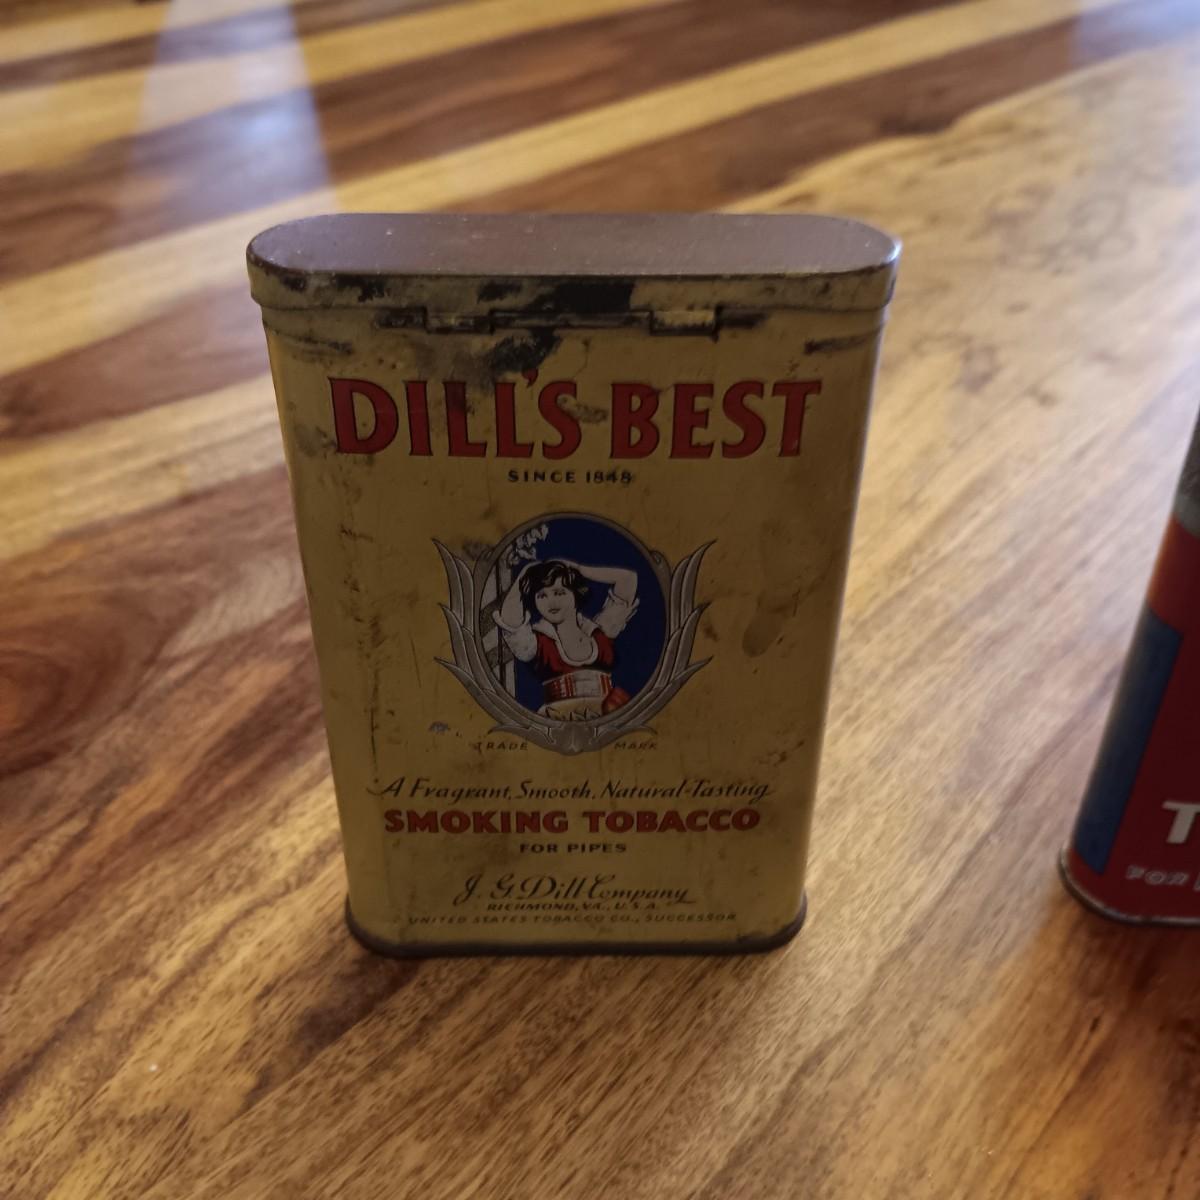 DILL'S BEST
SINCE 1848
TRADE MARK
A Fragrant, Smooth, Natural-Tasting
SMOKING TOBACCO
FOR PIPES
J. G. Dill Company
RICHMOND, VA., U.S.A.
UNITED STATES TOBACCO CO., SUCCESSOR
T
FOR